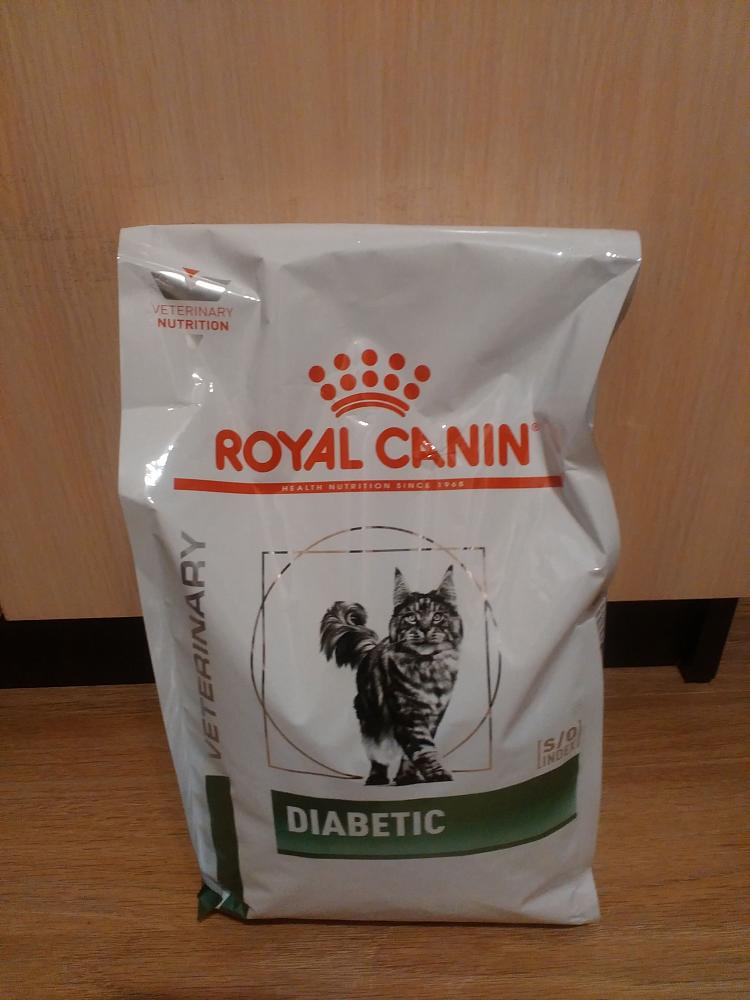 VETERINARY
NUTRITION
ROYAL CANIN®
HEALTH NUTRITION SINCE 1968
VETERINARY
[S/O
INDEX]
DIABETIC